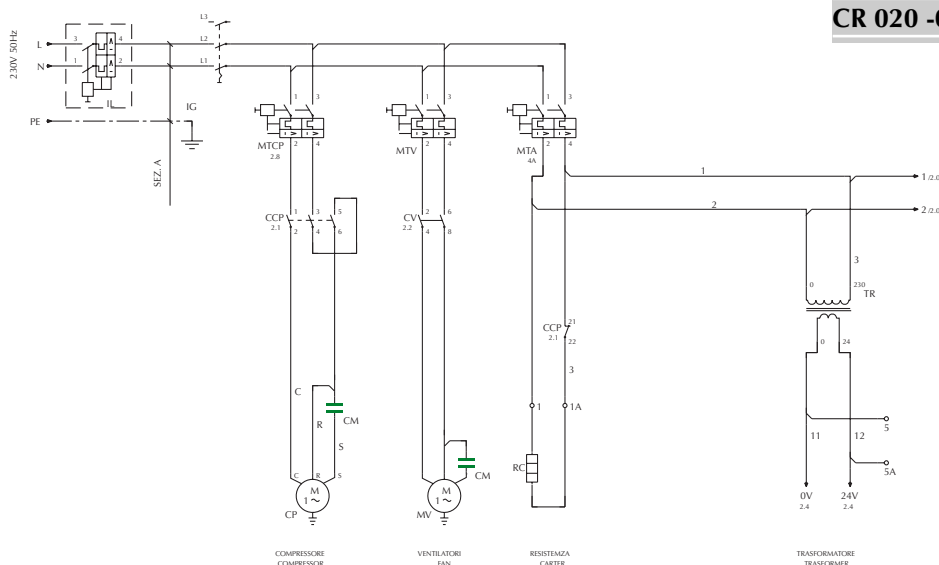 CR 020 -
230V 50Hz
L3
L
3
4
L2
N
1
2
L1
IL
IG
PE
SEZ. A
1
3
1
3
1
3
MTCP
2.8
2
4
MTV
2
4
MTA
4A
2
4
1
1 /2.0
2
2 /2.0
CCP
2.1
1
3
5
2
4
6
CV
2.2
2
6
4
8
3
0
230
TR
CCP
2.1
21
22
0
24
3
C
R
CM
S
1
1A
5
11
12
5A
RC
CM
C
R
S
M
1 ~
CP
M
1 ~
MV
0V
2.4
24V
2.4
COMPRESSORE
COMPRESSOR
VENTILATORI
FAN
RESISTEMZA
CARTER
TRASFORMATORE
TRASFORMER